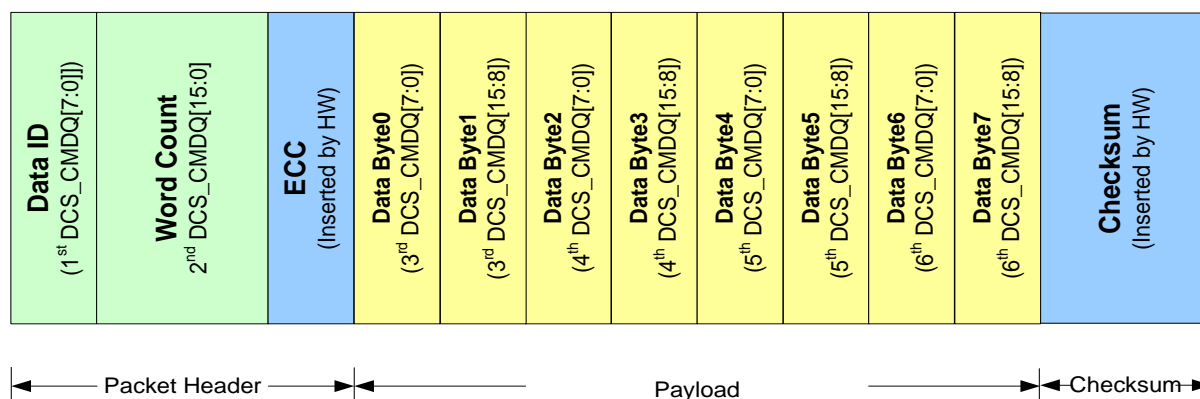 Data ID
(1st DCS_CMDQ[7:0]])
Word Count
2nd DCS_CMDQ[15:0]
ECC
(Inserted by HW)
Data Byte0
(3rd DCS_CMDQ[7:0])
Data Byte1
(3rd DCS_CMDQ[15:8])
Data Byte2
(4th DCS_CMDQ[7:0])
Data Byte3
(4th DCS_CMDQ[15:8])
Data Byte4
(5th DCS_CMDQ[7:0])
Data Byte5
(5th DCS_CMDQ[15:8])
Data Byte6
(6th DCS_CMDQ[7:0])
Data Byte7
(6th DCS_CMDQ[15:8])
Checksum
(Inserted by HW)
Packet Header
Payload
Checksum